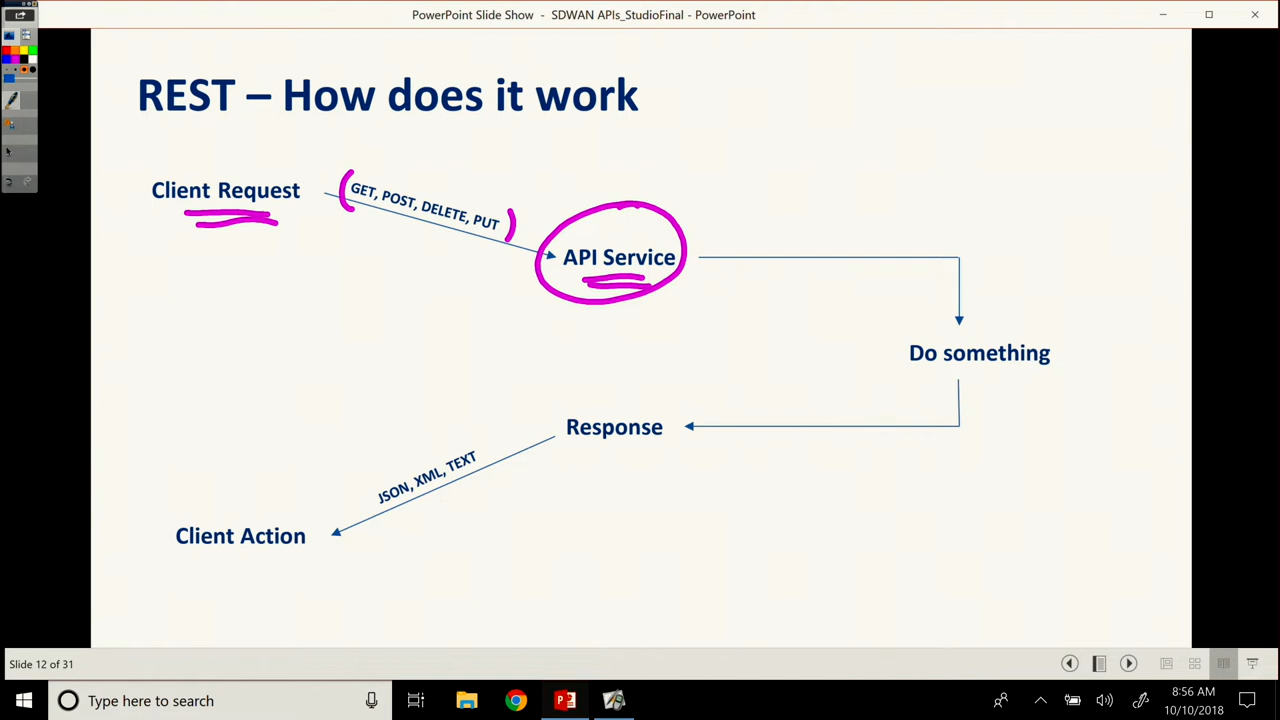 PowerPoint Slide Show - SDWAN APIs_StudioFinal - PowerPoint
REST – How does it work
Client Request
GET, POST, DELETE, PUT
API Service
Do something
Response
JSON, XML, TEXT
Client Action
Slide 12 of 31
Type here to search
8:56 AM
10/10/2018